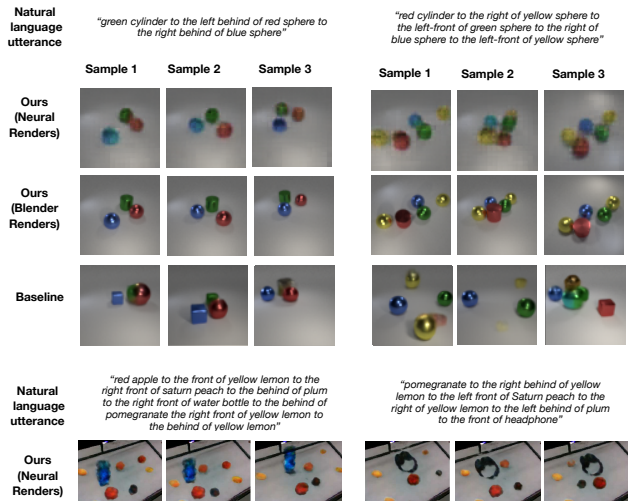 Natural
language
utterance
"green cylinder to the left behind of red sphere to
the right behind of blue sphere"
"red cylinder to the right of yellow sphere to
the left-front of green sphere to the right of
blue sphere to the left-front of yellow sphere"
Sample 1
Sample 2
Sample 3
Sample 1
Sample 2
Sample 3
Ours
(Neural
Renders)
Ours
(Blender
Renders)
Baseline
Natural
language
utterance
"red apple to the front of yellow lemon to the
right front of saturn peach to the behind of plum
to the right front of water bottle to the behind of
pomegranate the right front of yellow lemon to
the behind of yellow lemon"
"pomegranate to the right behind of yellow
lemon to the left front of Saturn peach to the
right of yellow lemon to the left behind of plum
to the front of headphone"
Ours
(Neural
Renders)